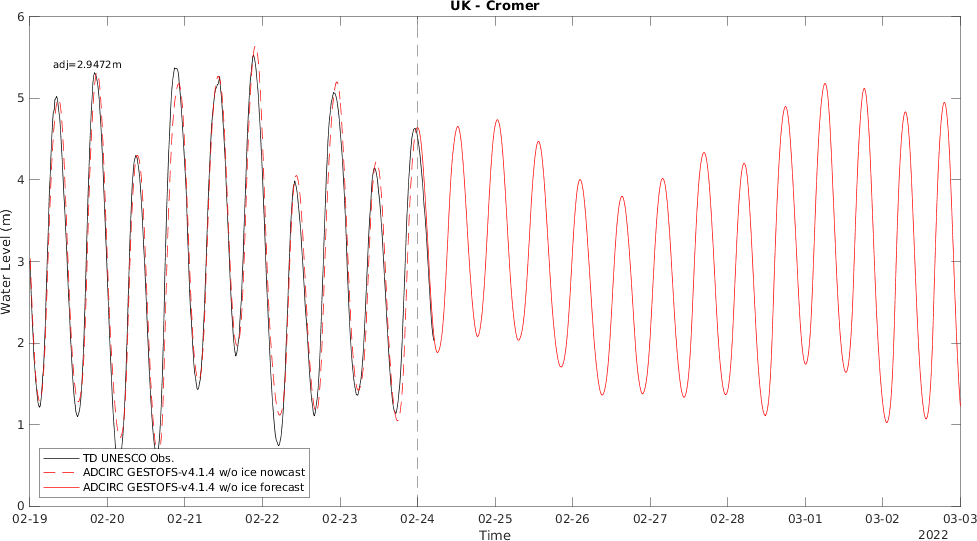 UK - Cromer
adj=2.9472m
Water Level (m)
6
5
4
3
2
1
0
TD UNESCO Obs.
ADCIRC GESTOFS-v4.1.4 w/o ice nowcast
ADCIRC GESTOFS-v4.1.4 w/o ice forecast
02-19 02-20 02-21 02-22 02-23 02-24 02-25 02-26 02-27 02-28 03-01 03-02 03-03
Time
2022